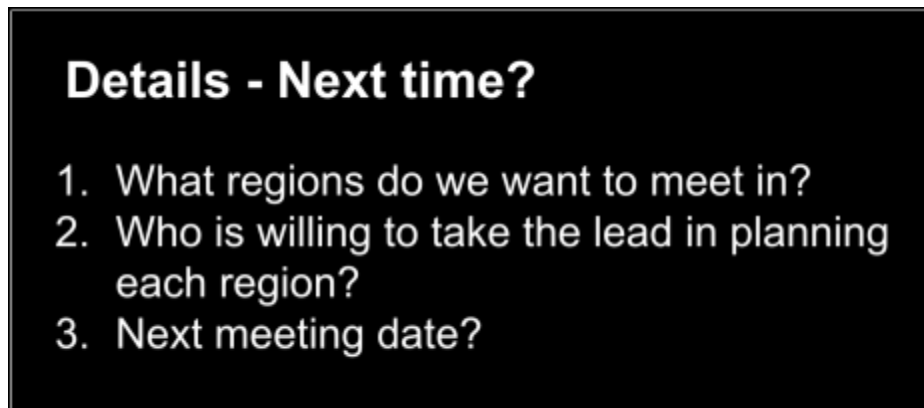 Details - Next time?
1. What regions do we want to meet in?
2. Who is willing to take the lead in planning
each region?
3. Next meeting date?